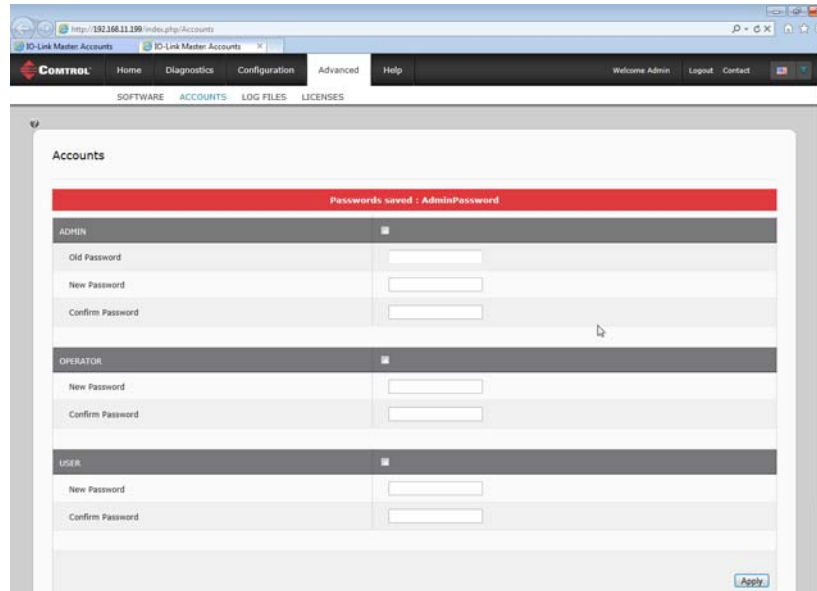 http://192.168.11.199/index.php/Accounts
IO-Link Master: Accounts
IO-Link Master: Accounts
COMTROL Home Diagnostics Configuration Advanced Help Welcome Admin Logout Contact
SOFTWARE ACCOUNTS LOG FILES LICENSES
Accounts
Passwords saved : AdminPassword
ADMIN
Old Password
New Password
Confirm Password
OPERATOR
New Password
Confirm Password
USER
New Password
Confirm Password
Apply